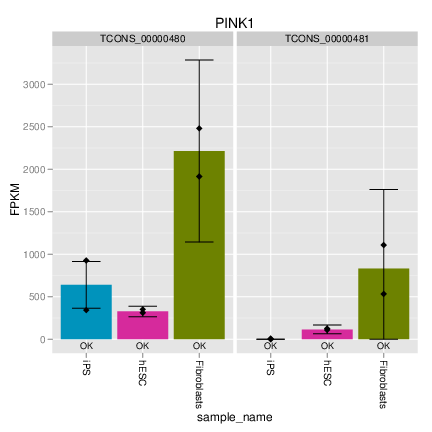 PINK1
TCONS_00000480
TCONS_00000481
FPKM
3000
2500
2000
1500
1000
500
0
OK
OK
OK
OK
OK
OK
iPS
hESC
Fibroblasts
iPS
hESC
Fibroblasts
sample_name